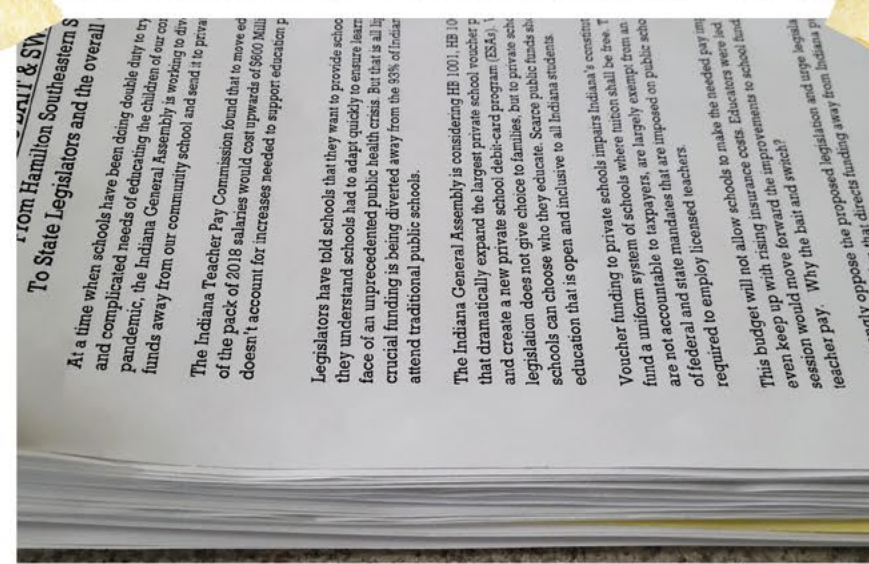 BAIT & SW
From Hamilton Southeastern S
To State Legislators and the overall
At a time when schools have been doing double duty to try
and complicated needs of educating the children of our com
pandemic, the Indiana General Assembly is working to dive
funds away from our community school and send it to privat
The Indiana Teacher Pay Commission found that to move ed
of the pack of 2018 salaries would cost upwards of $600 Milli
doesn't account for increases needed to support education p
Legislators have told schools that they want to provide schoo
they understand schools had to adapt quickly to ensure learn
face of an unprecedented public health crisis. But that is all li
crucial funding is being diverted away from the 93% of Indian
attend traditional public schools.
The Indiana General Assembly is considering HB 1001, HB 10
that dramatically expand the largest private school voucher p
and create a new private school debit-card program (ESAs).
legislation does not give choice to families, but to private scho
schools can choose who they educate. Scarce public funds sh
education that is open and inclusive to all Indiana students.
Voucher funding to private schools impairs Indiana's constitut
fund a uniform system of schools where tuition shall be free. T
are not accountable to taxpayers, are largely exempt from an
of federal and state mandates that are imposed on public scho
required to employ licensed teachers.
This budget will not allow schools to make the needed pay imp
even keep up with rising insurance costs. Educators were led
session would move forward the improvements to school fund
teacher pay. Why the bait and switch?
ngly oppose the proposed legislation and urge legisla
that directs funding away from Indiana p